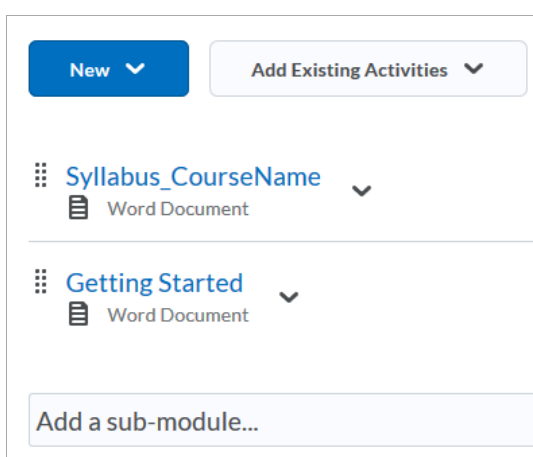 New
Add Existing Activities
Syllabus_CourseName
Word Document
Getting Started
Word Document
Add a sub-module...